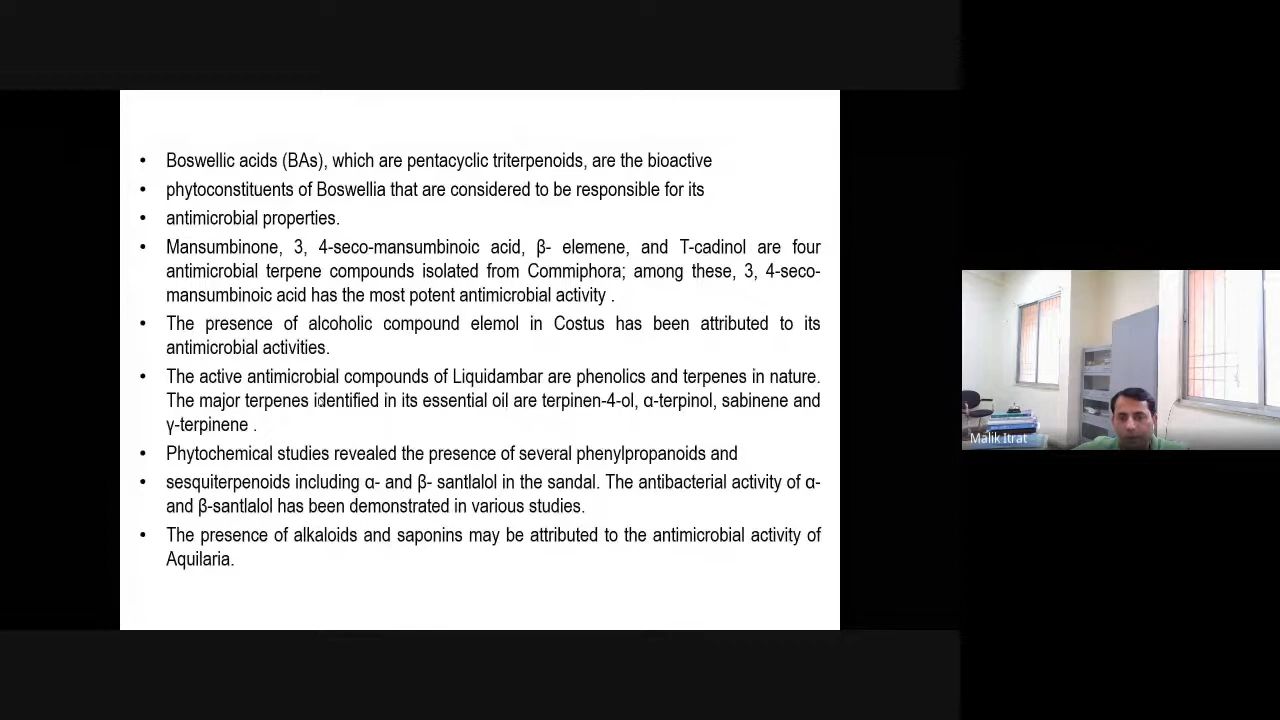 • Boswellic acids (BAs), which are pentacyclic triterpenoids, are the bioactive
• phytoconstituents of Boswellia that are considered to be responsible for its
• antimicrobial properties.
• Mansumbinone, 3, 4-seco-mansumbinoic acid, β- elemene, and T-cadinol are four
antimicrobial terpene compounds isolated from Commiphora; among these, 3, 4-seco-
mansumbinoic acid has the most potent antimicrobial activity .
• The presence of alcoholic compound elemol in Costus has been attributed to its
antimicrobial activities.
• The active antimicrobial compounds of Liquidambar are phenolics and terpenes in nature.
The major terpenes identified in its essential oil are terpinen-4-ol, α-terpinol, sabinene and
γ-terpinene .
• Phytochemical studies revealed the presence of several phenylpropanoids and
• sesquiterpenoids including α- and β- santlalol in the sandal. The antibacterial activity of α-
and β-santlalol has been demonstrated in various studies.
• The presence of alkaloids and saponins may be attributed to the antimicrobial activity of
Aquilaria.
Malik Itrat